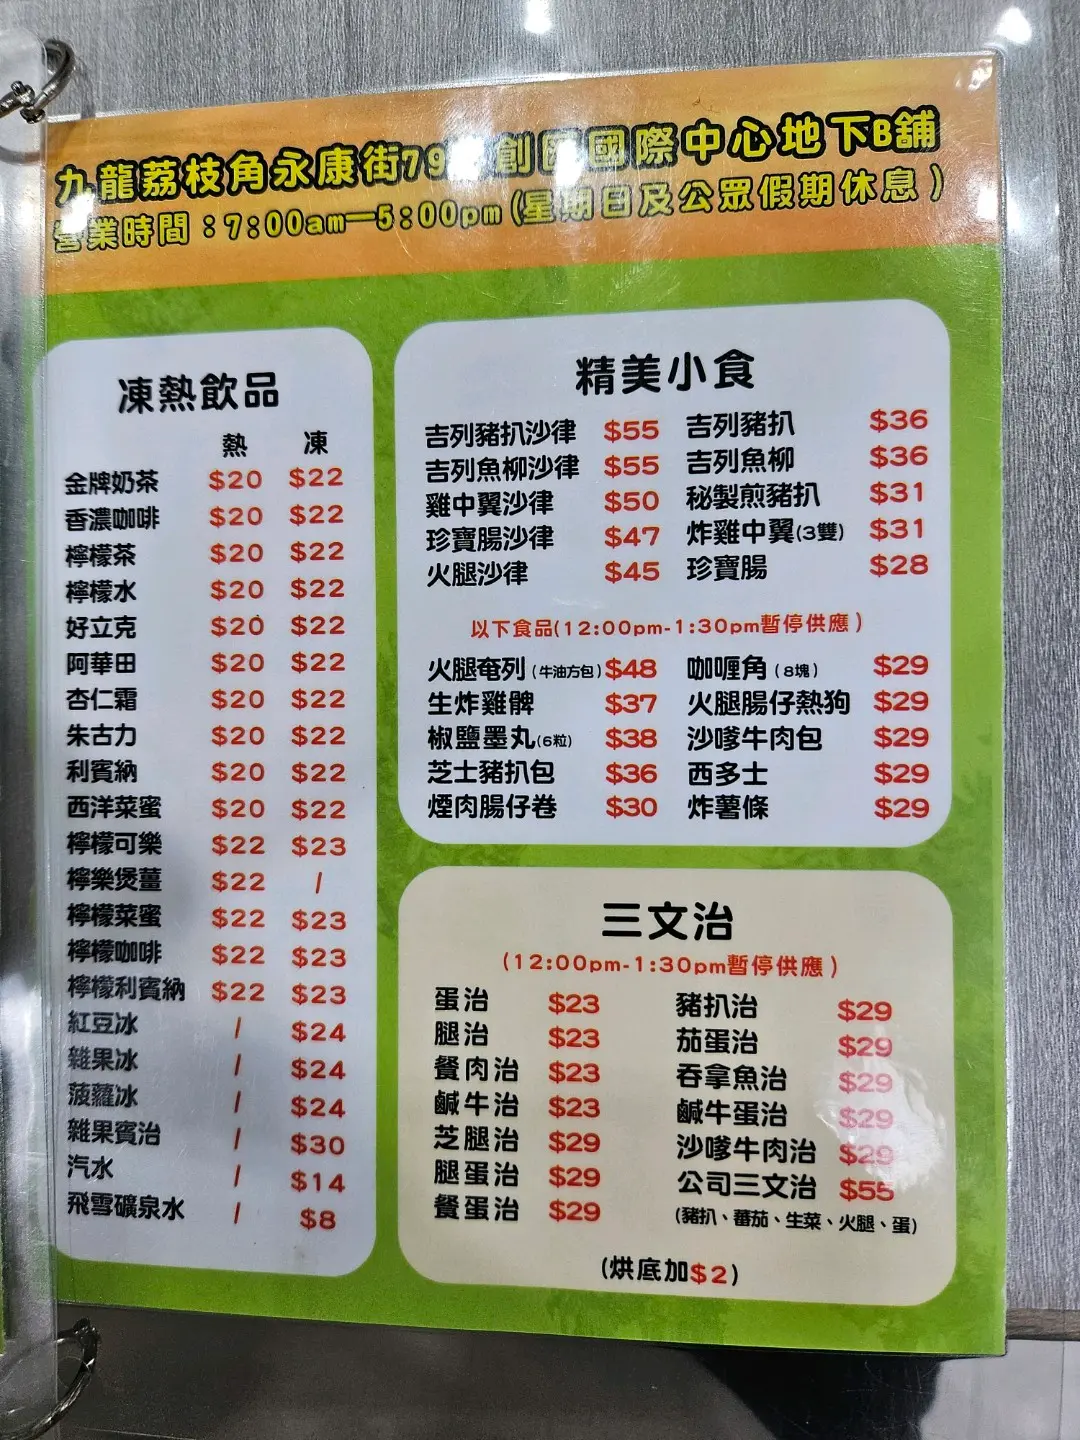 九龍荔枝角永康街79 創匯國際中心地下B舖
營業時間：7:00am—5:00pm(星期日及公眾假期休息)
凍熱飲品
熱 凍
金牌奶茶 $20 $22
香濃咖啡 $20 $22
檸檬茶 $20 $22
檸檬水 $20 $22
好立克 $20 $22
阿華田 $20 $22
杏仁霜 $20 $22
朱古力 $20 $22
利賓納 $20 $22
西洋菜蜜 $20 $22
檸檬可樂 $22 $23
檸樂煲薑 $22 /
檸檬菜蜜 $22 $23
檸檬咖啡 $22 $23
檸檬利賓納 $22 $23
紅豆冰 / $24
雜果冰 / $24
菠蘿冰 / $24
雜果賓治 / $30
汽水 / $14
飛雪礦泉水 / $8
精美小食
吉列豬扒沙律 $55 吉列豬扒 $36
吉列魚柳沙律 $55 吉列魚柳 $36
雞中翼沙律 $50 秘製煎豬扒 $31
珍寶腸沙律 $47 炸雞中翼(3雙) $31
火腿沙律 $45 珍寶腸 $28
以下食品(12:00pm-1:30pm暫停供應)
火腿奄列(牛油方包) $48 咖喱角(8塊) $29
生炸雞髀 $37 火腿腸仔熱狗 $29
椒鹽墨丸(6粒) $38 沙嗲牛肉包 $29
芝士豬扒包 $36 西多士 $29
煙肉腸仔卷 $30 炸薯條 $29
三文治
(12:00pm-1:30pm暫停供應)
蛋治 $23 豬扒治 $29
腿治 $23 茄蛋治 $29
餐肉治 $23 吞拿魚治 $29
鹹牛治 $23 鹹牛蛋治 $29
芝腿治 $29 沙嗲牛肉治 $29
腿蛋治 $29 公司三文治 $55
餐蛋治 $29 (豬扒、蕃茄、生菜、火腿、蛋)
(烘底加$2)